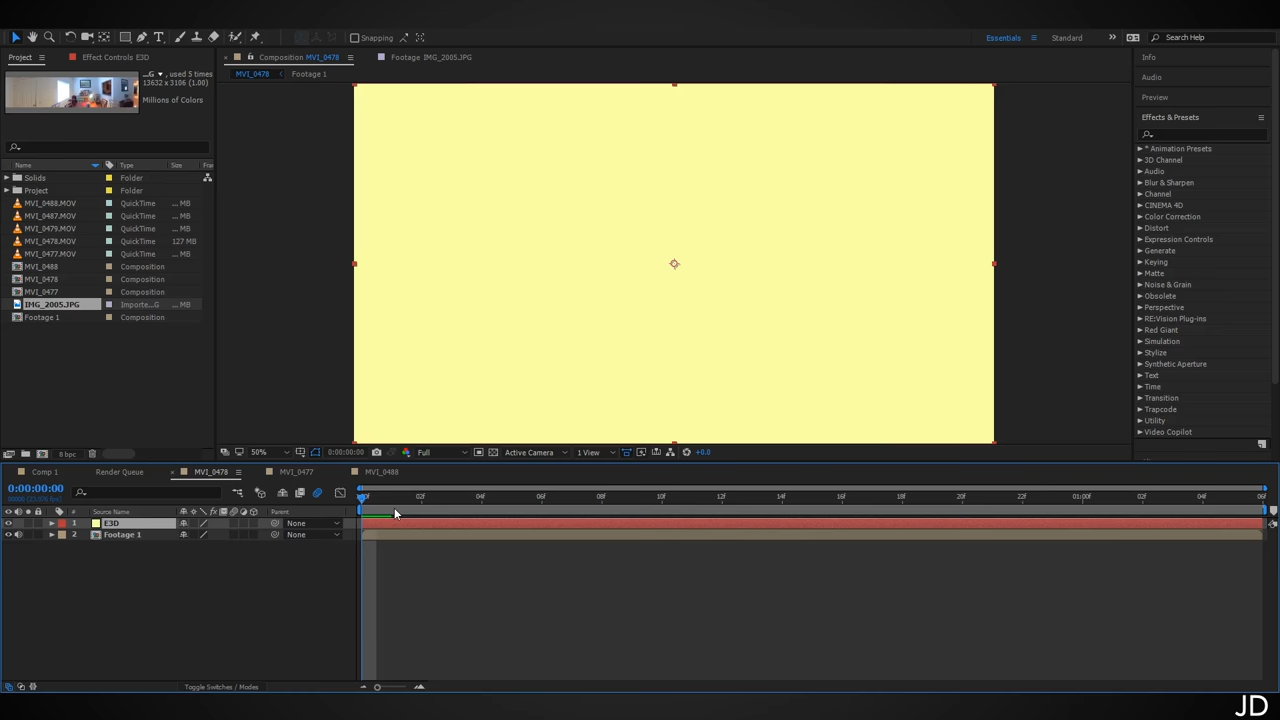 Snapping
Essentials
Standard
Search Help
Project
Effect Controls E3D
Composition MVI_0478
Footage IMG_2005.JPG
MVI_0478
Footage 1
...G , used 5 times
13632 x 3106 (1.00)
Millions of Colors
Name
Type
Size
Solids Folder
Project Folder
MVI_0488.MOV QuickTime ... MB
MVI_0487.MOV QuickTime ... MB
MVI_0479.MOV QuickTime ... MB
MVI_0478.MOV QuickTime 127 MB
MVI_0477.MOV QuickTime ... MB
MVI_0488 Composition
MVI_0478 Composition
MVI_0477 Composition
IMG_2005.JPG Importe...G ... MB
Footage 1 Composition
8 bpc
50%
0:00:00:00
Full
Active Camera
1 View
+0.0
Info
Audio
Preview
Effects & Presets
* Animation Presets
3D Channel
Audio
Blur & Sharpen
Channel
CINEMA 4D
Color Correction
Distort
Expression Controls
Generate
Keying
Matte
Noise & Grain
Obsolete
Perspective
RE:Vision Plug-ins
Red Giant
Simulation
Stylize
Synthetic Aperture
Text
Time
Transition
Trapcode
Utility
Video Copilot
Comp 1
Render Queue
MVI_0478
MVI_0477
MVI_0488
0:00:00:00
02f 04f 06f 08f 10f 12f 14f 16f 18f 20f 22f 01:00f 02f 04f 06f
# Source Name
Parent
1 E3D None
2 Footage 1 None
Toggle Switches / Modes
JD